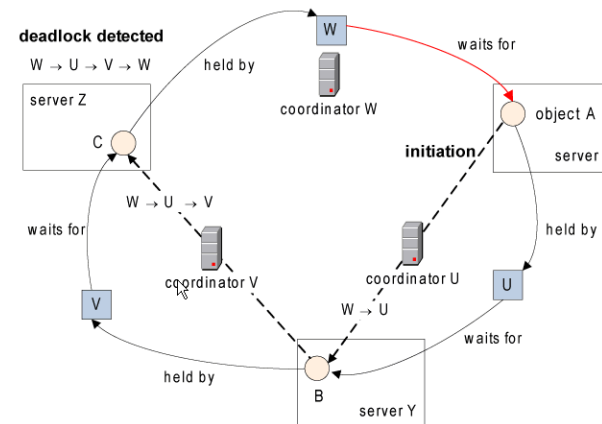 deadlock detected
W → U → V → W
W
waits for
held by
server Z
coordinator W
object A
C
initiation
server
W → U → V
waits for
held by
coordinator V
coordinator U
U
V
W → U
waits for
held by
B
server Y